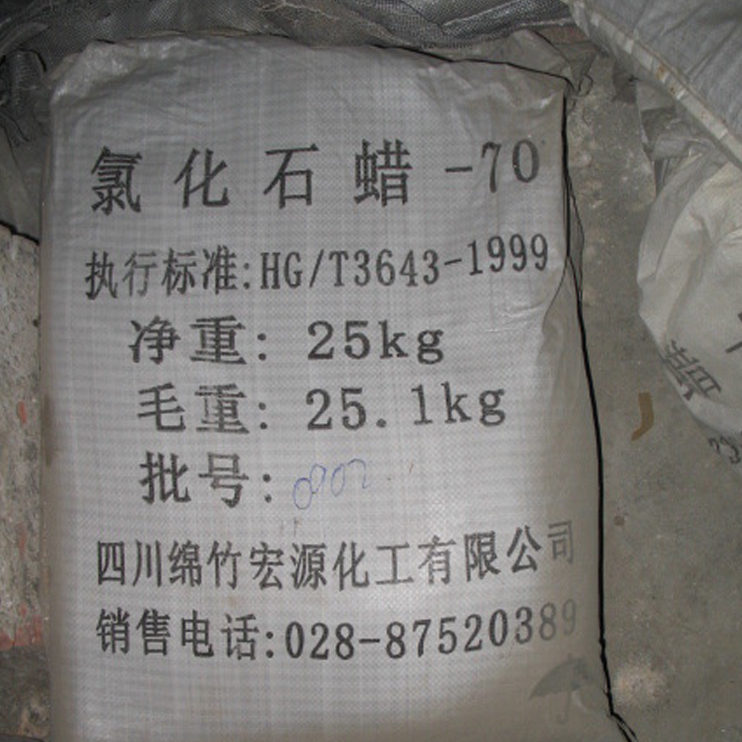 氯化石蜡-70
执行标准:HG/T3643-1999
净重: 25kg
毛重: 25.1kg
批号:
四川绵竹宏源化工有限公司
销售电话:028-87520389